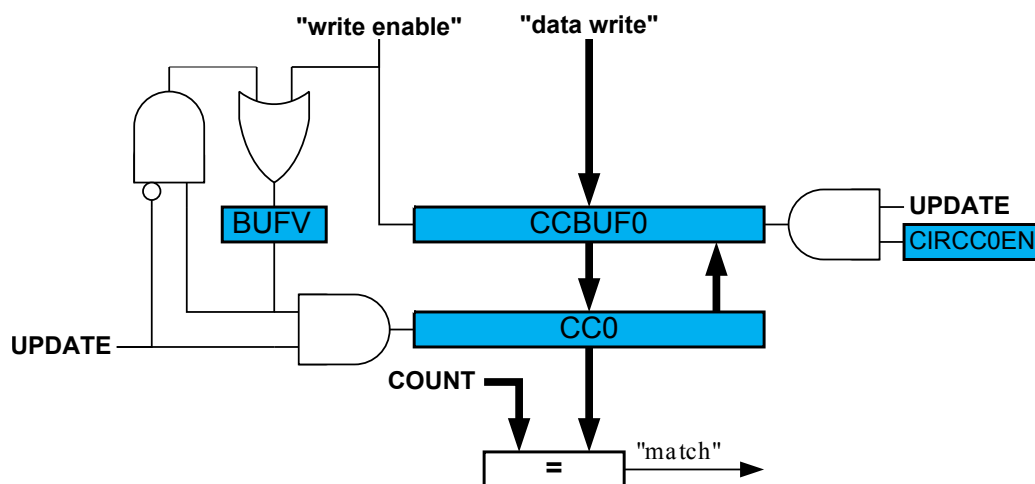 "write enable"
"data write"
BUFV
CCBUF0
UPDATE
CIRCC0EN
UPDATE
CC0
COUNT
=
"match"